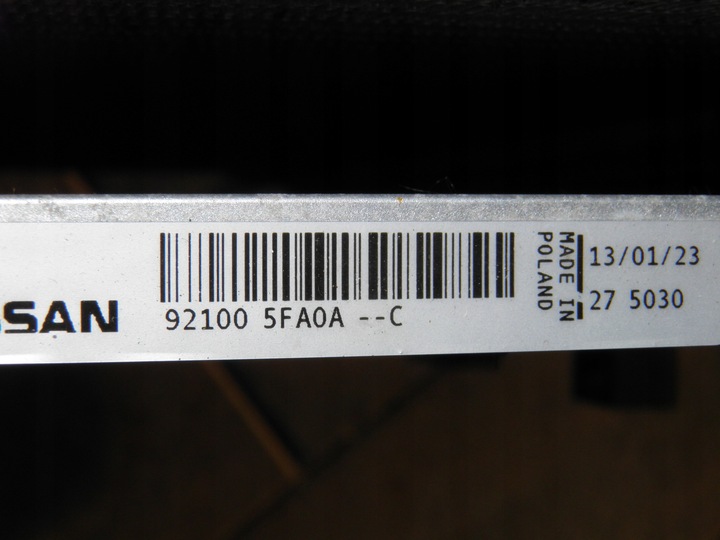 SSAN
92100 5FA0A --C
MADE IN
POLAND
13/01/23
27 5030